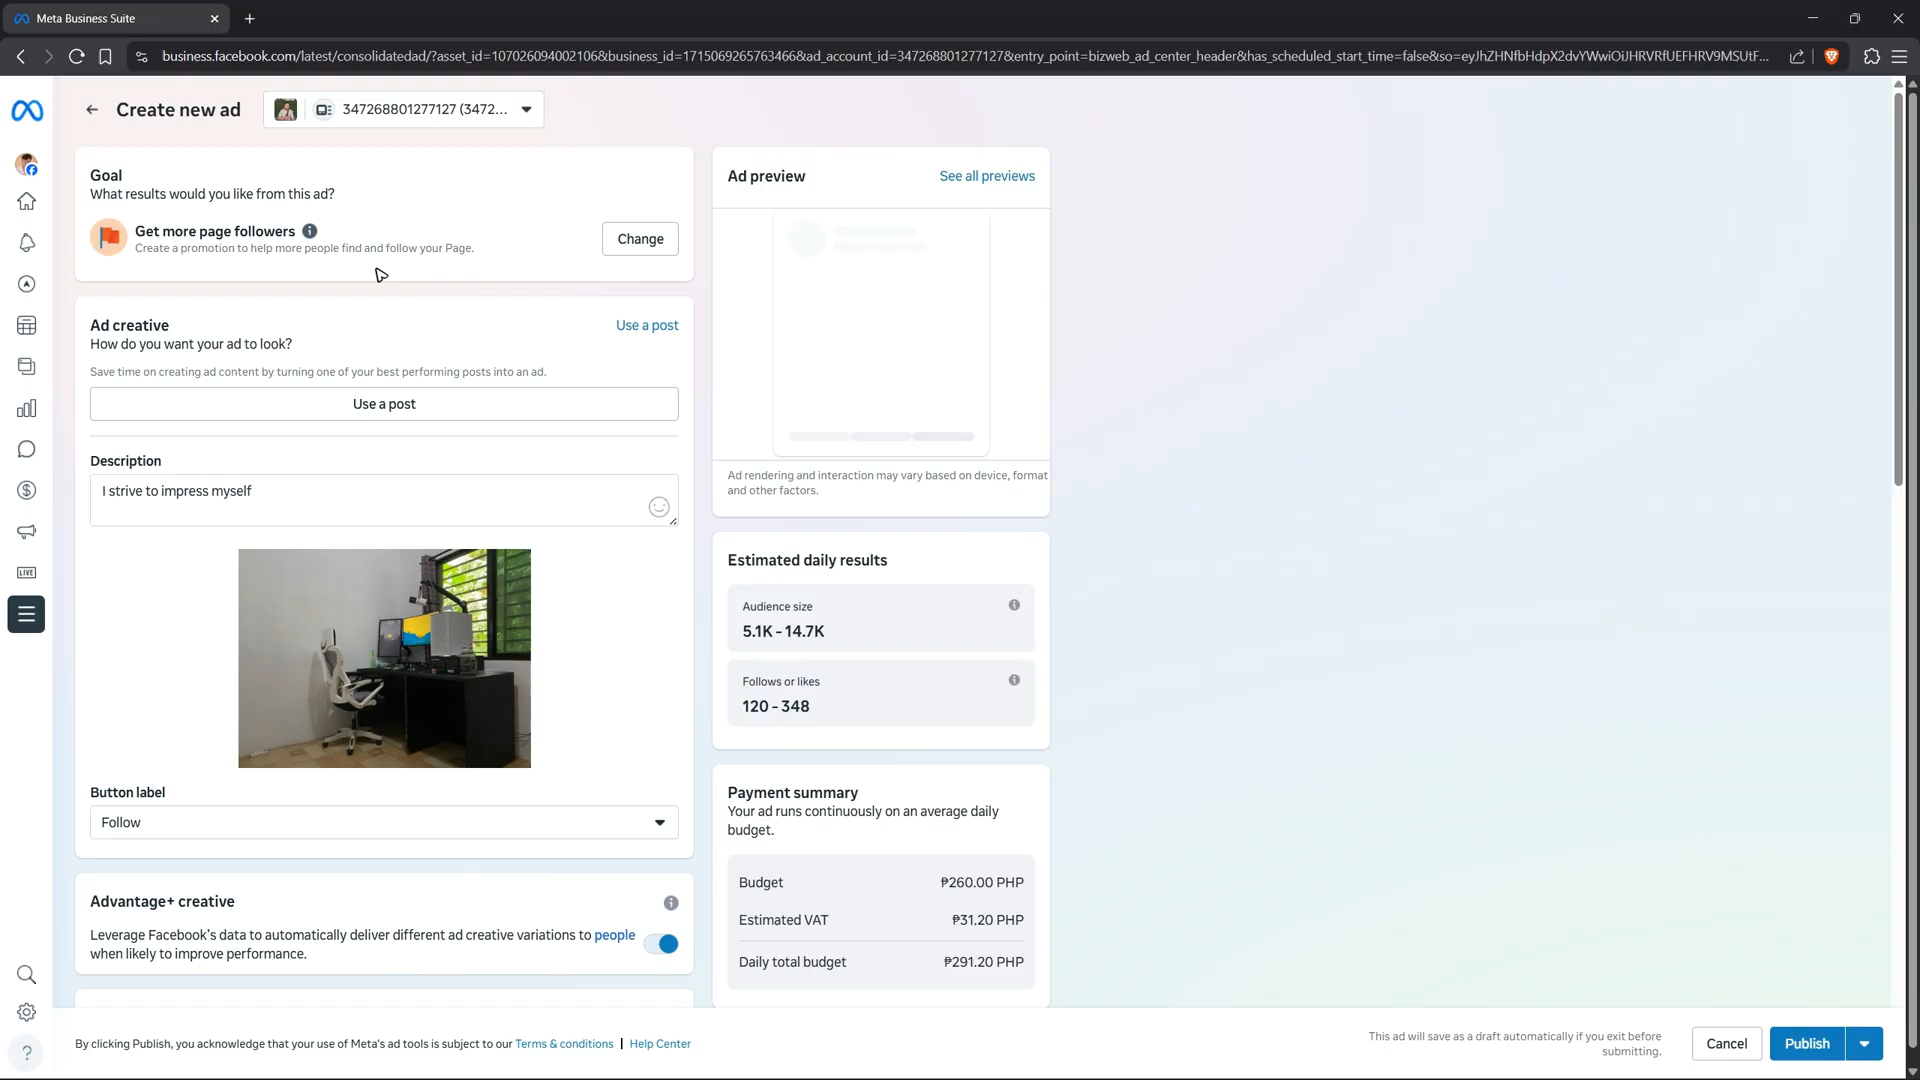 Meta Business Suite
business.facebook.com/latest/consolidatedad/?asset_id=107026094002106&business_id=1715069265763466&ad_account_id=347268801277127&entry_point=bizweb_ad_center_header&has_scheduled_start_time=false&so=eyJhZHNfbHdpX2dvYWwiOiJHRVRfUEFHRV9MSUtF...
Create new ad
347268801277127 (3472...
Goal
What results would you like from this ad?
Get more page followers
Create a promotion to help more people find and follow your Page.
Change
Ad creative
Use a post
How do you want your ad to look?
Save time on creating ad content by turning one of your best performing posts into an ad.
Use a post
Description
I strive to impress myself
Button label
Follow
Advantage+ creative
Leverage Facebook's data to automatically deliver different ad creative variations to people
when likely to improve performance.
Ad preview
See all previews
Ad rendering and interaction may vary based on device, format
and other factors.
Estimated daily results
Audience size
5.1K - 14.7K
Follows or likes
120 - 348
Payment summary
Your ad runs continuously on an average daily
budget.
Budget ₱260.00 PHP
Estimated VAT ₱31.20 PHP
Daily total budget ₱291.20 PHP
LIVE
By clicking Publish, you acknowledge that your use of Meta's ad tools is subject to our Terms & conditions | Help Center
This ad will save as a draft automatically if you exit before
submitting.
Cancel
Publish